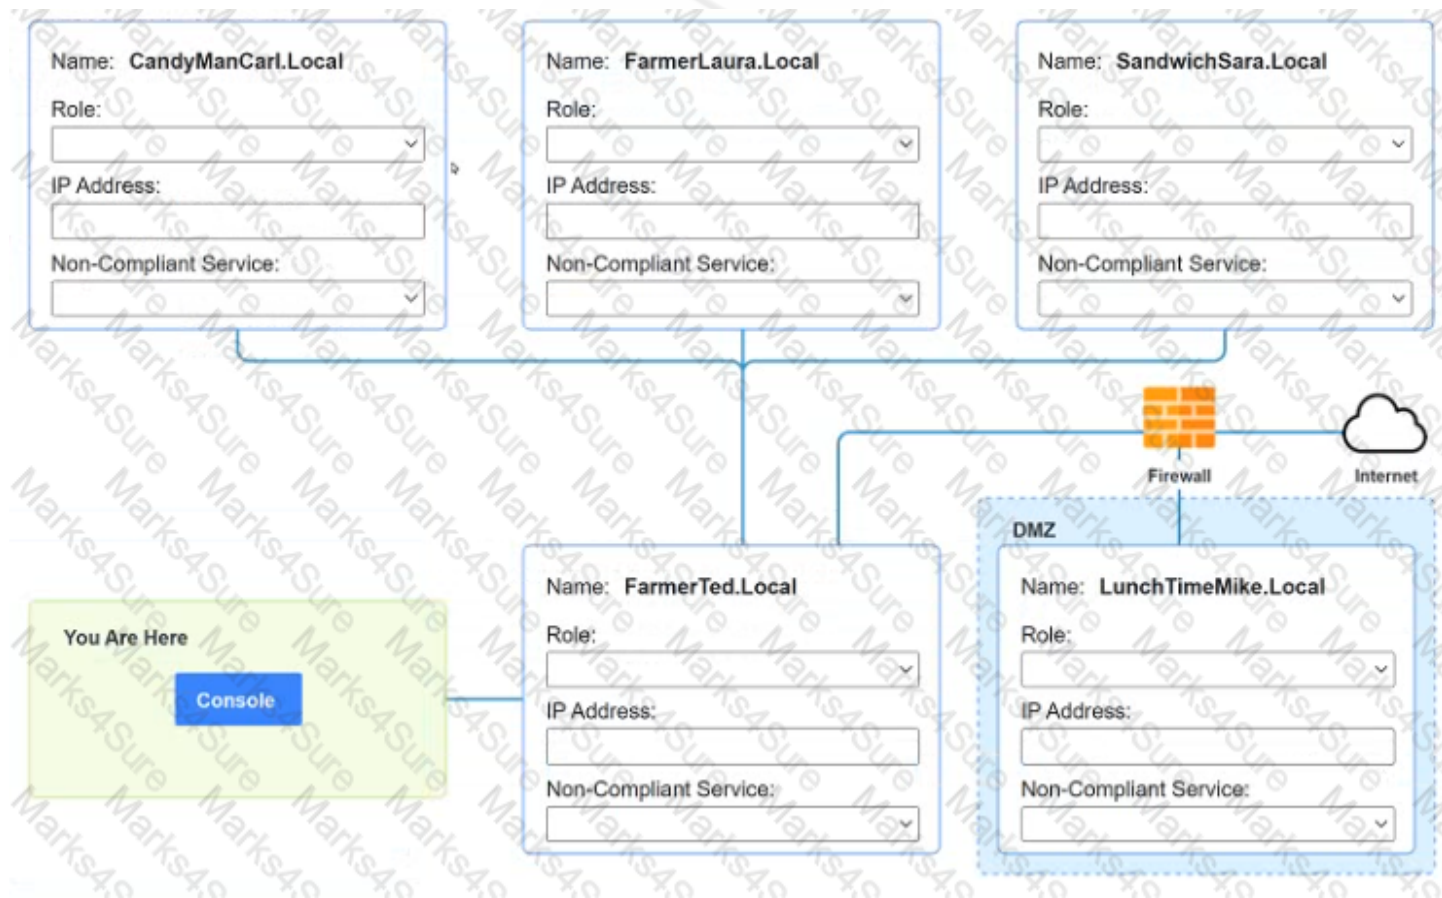 Name: CandyManCarl.Local
Role:
IP Address:
Non-Compliant Service:
Name: FarmerLaura.Local
Role:
IP Address:
Non-Compliant Service:
Name: SandwichSara.Local
Role:
IP Address:
Non-Compliant Service:
Firewall
Internet
DMZ
You Are Here
Console
Name: FarmerTed.Local
Role:
IP Address:
Non-Compliant Service:
Name: LunchTimeMike.Local
Role:
IP Address:
Non-Compliant Service:
Marks4Sure